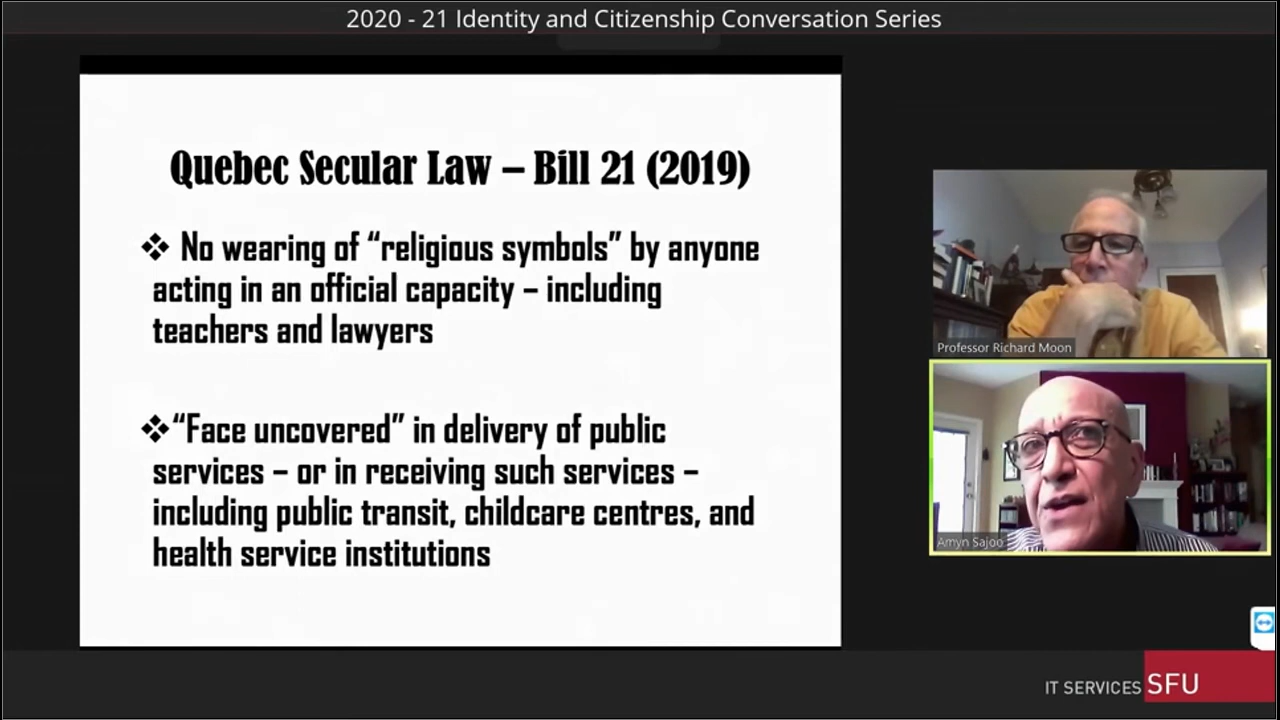 2020 - 21 Identity and Citizenship Conversation Series
Quebec Secular Law – Bill 21 (2019)
❖ No wearing of “religious symbols” by anyone
acting in an official capacity – including
teachers and lawyers
❖“Face uncovered” in delivery of public
services – or in receiving such services –
including public transit, childcare centres, and
health service institutions
Professor Richard Moon
Amyn Sajoo
IT SERVICES SFU